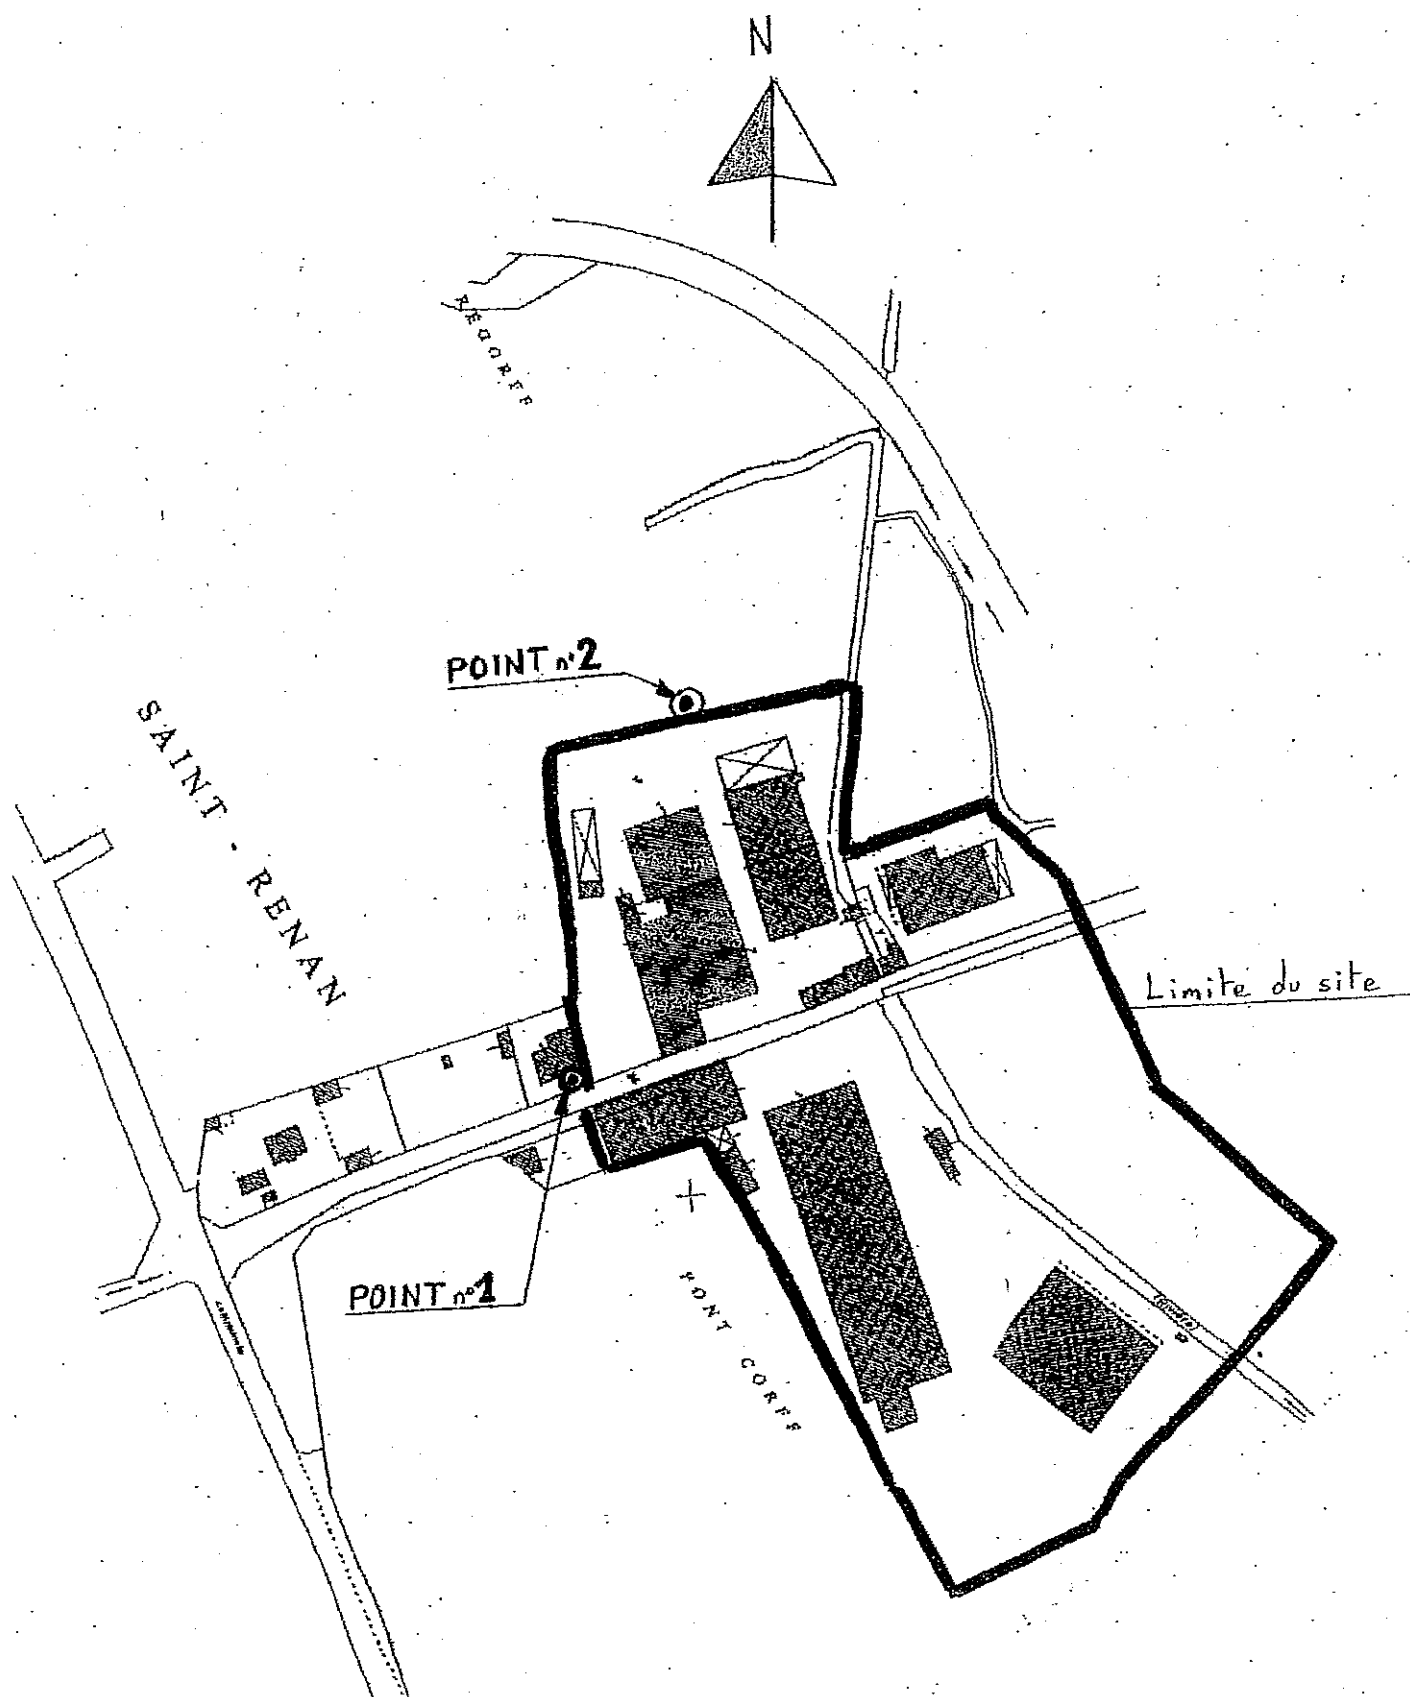 N
POINT n°2
SAINT - RENAN
Limite du site
POINT n°1
PONT CORFF